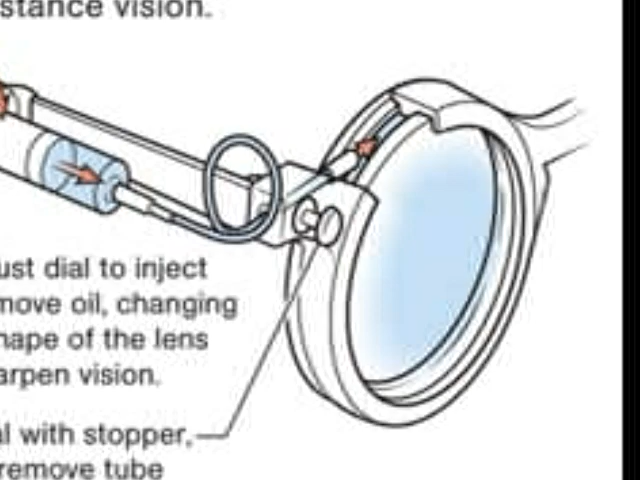 stance vision.
ust dial to inject
move oil, changing
hape of the lens
arpen vision.
al with stopper,
remove tube